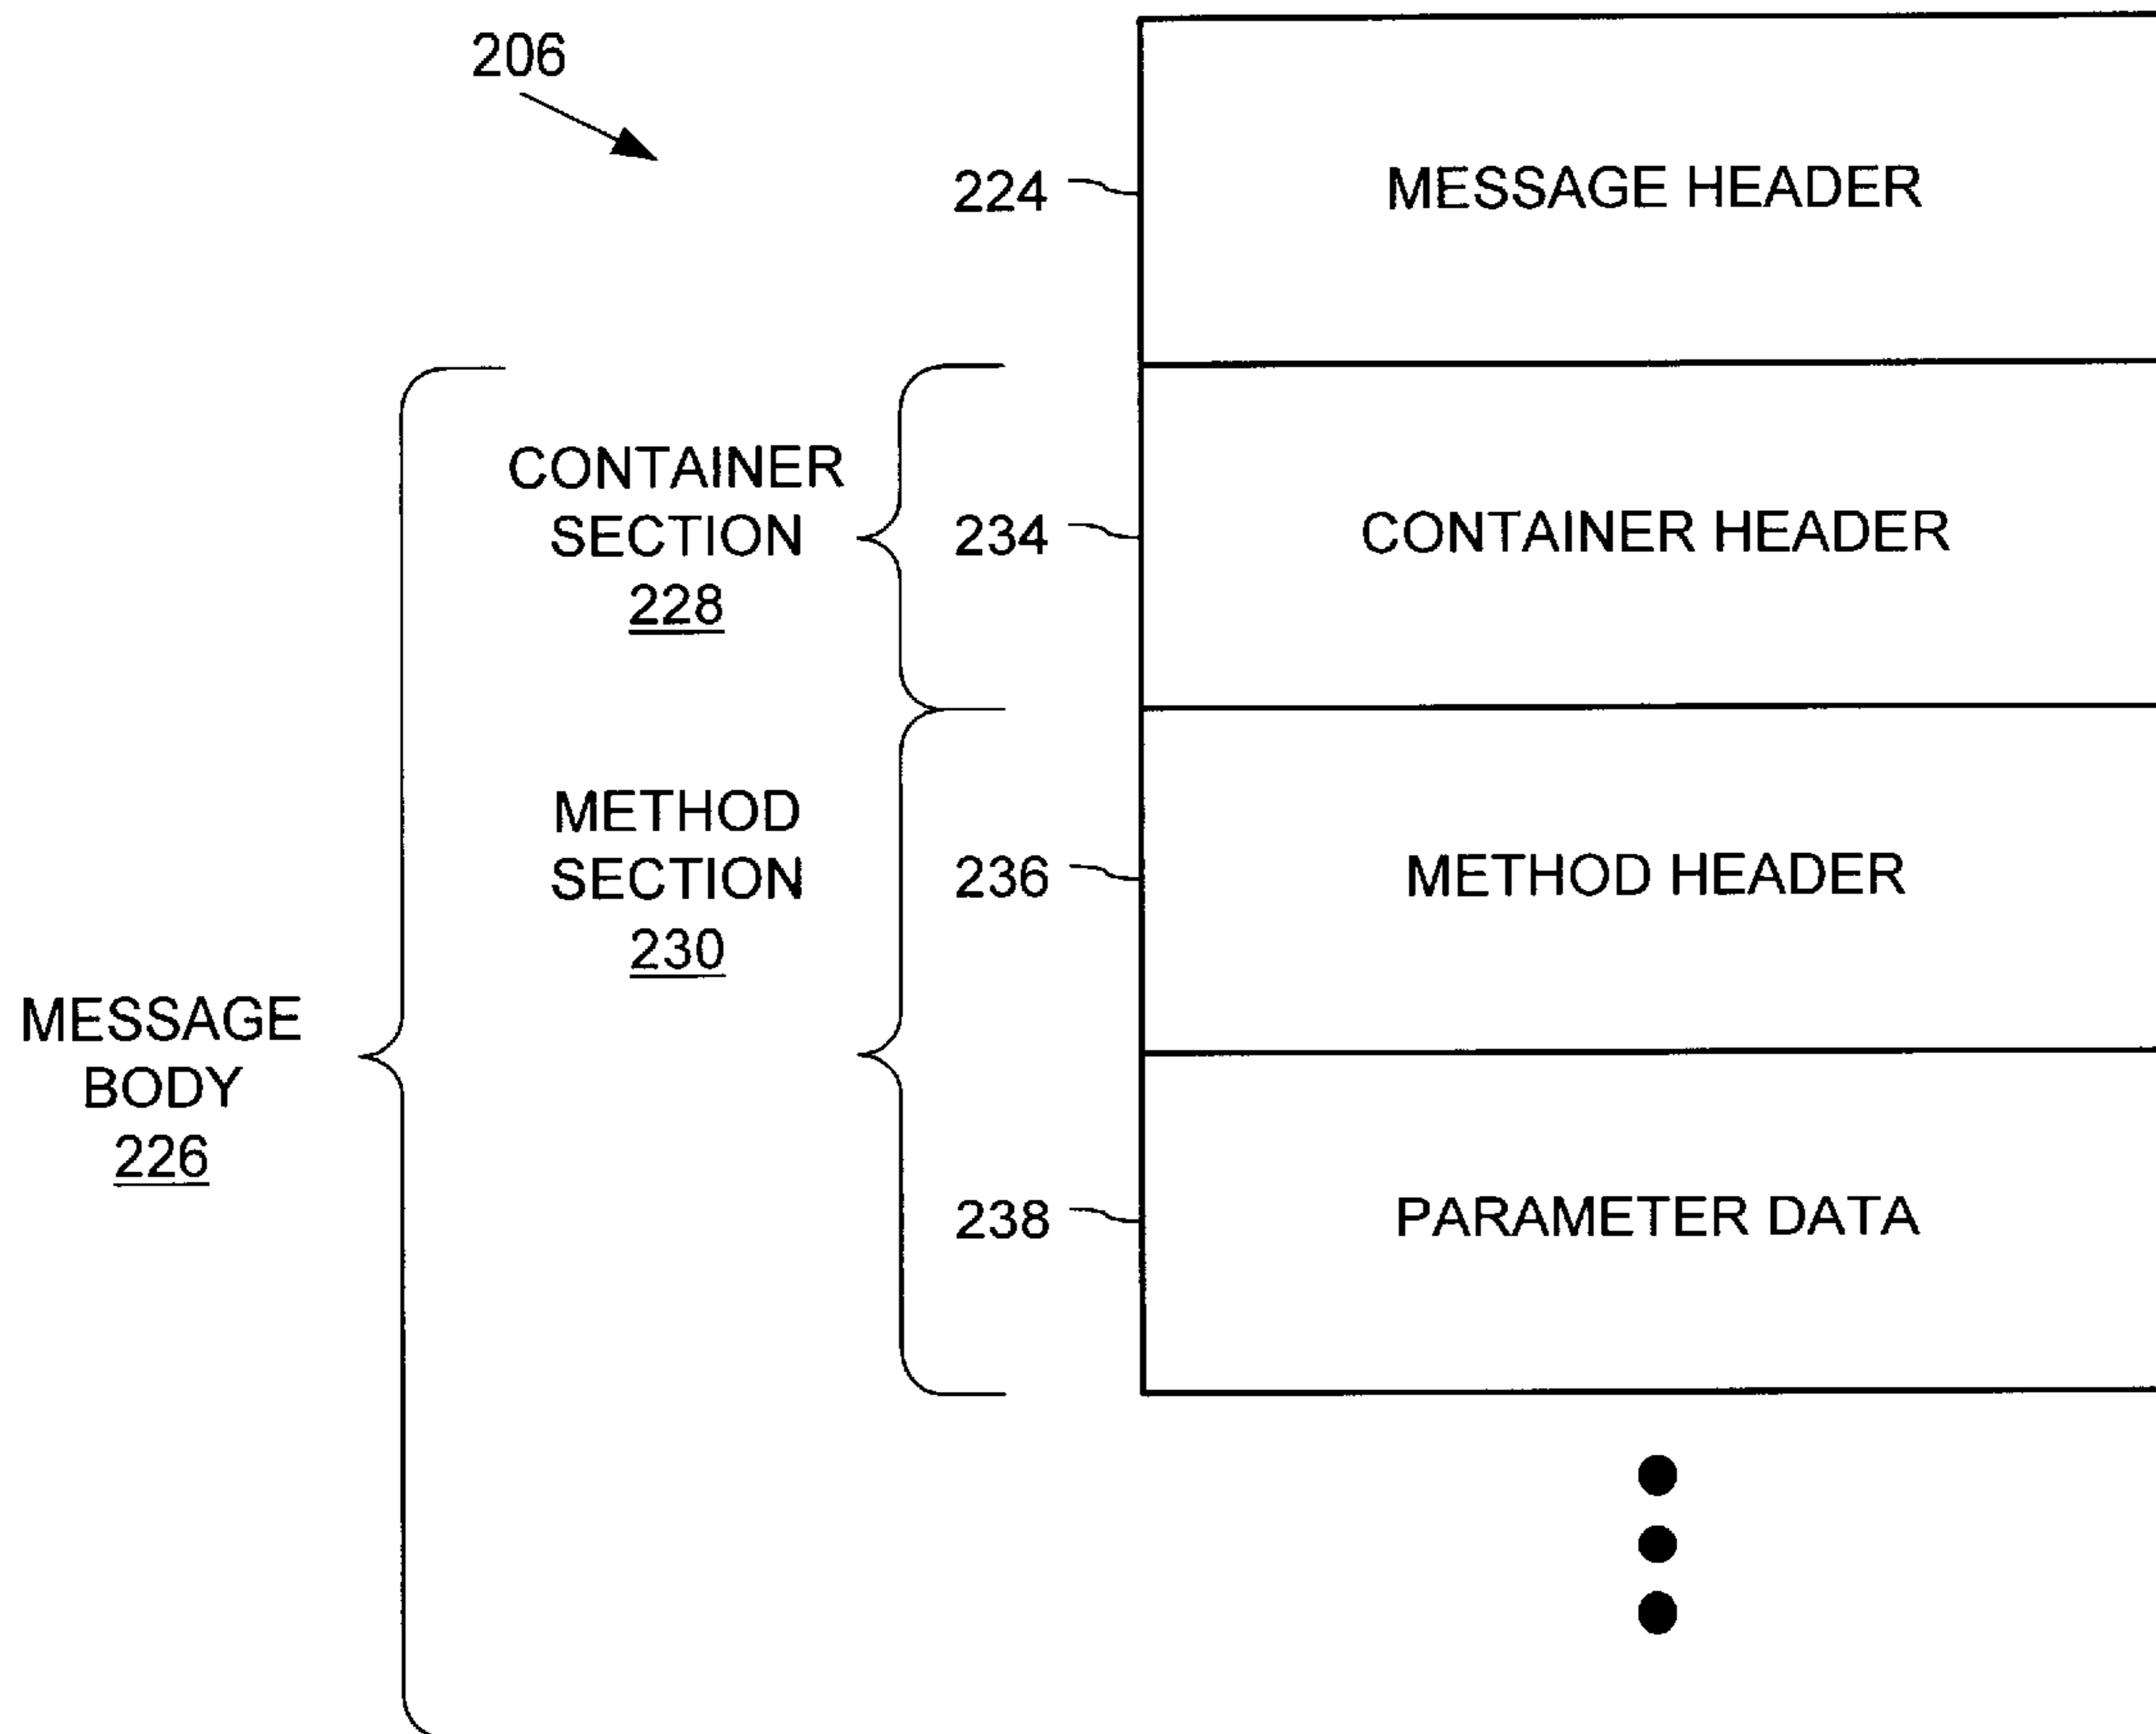 206
224
MESSAGE HEADER
CONTAINER
SECTION
228
234
CONTAINER HEADER
METHOD
SECTION
230
236
METHOD HEADER
MESSAGE
BODY
226
238
PARAMETER DATA